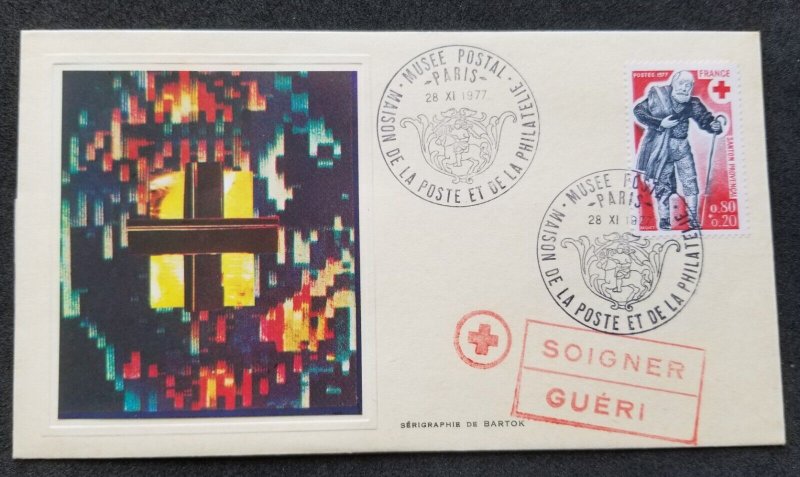 MUSÉE POSTAL
-PARIS-
28 XI 1977
MAISON DE LA POSTE ET DE LA PHILATELIE
POSTES 1977 FRANCE
SANTON PROVENÇAL
0,80
+0,20
MUSÉE POSTAL
-PARIS-
28 XI 1977
MAISON DE LA POSTE ET DE LA PHILATELIE
SOIGNER
GUÉRI
SÉRIGRAPHIE DE BARTOK